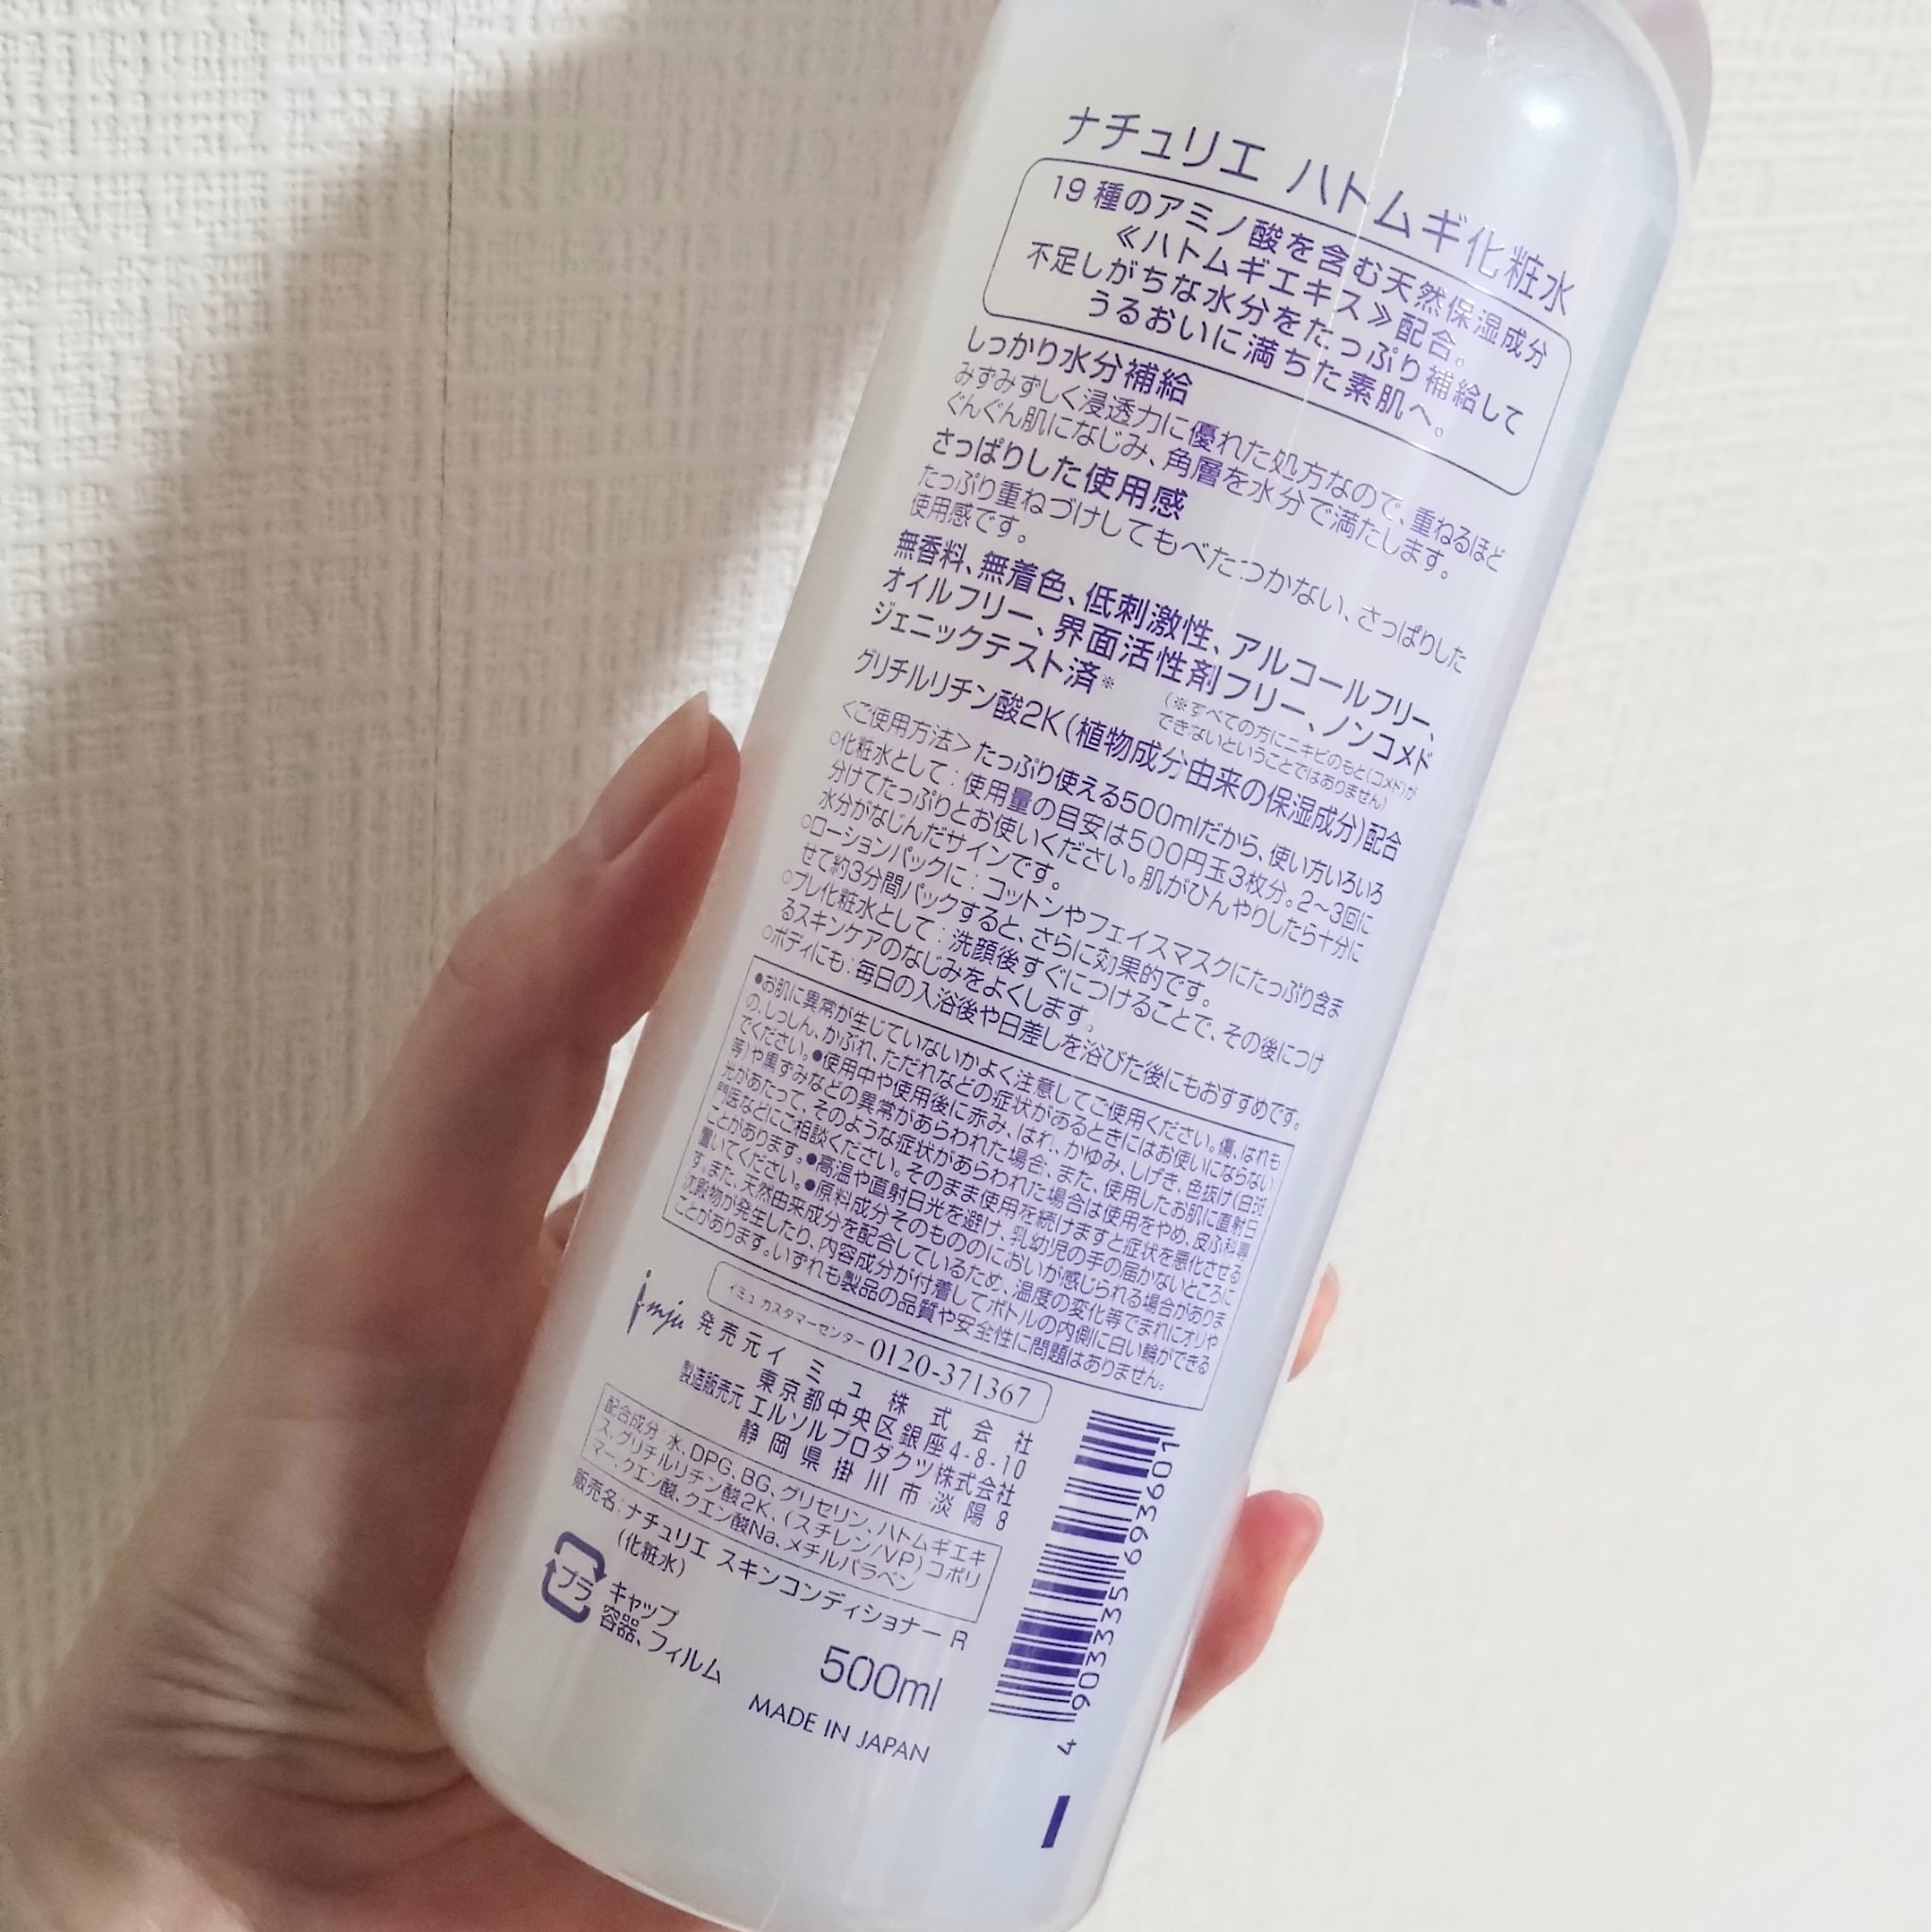 ナチュリエ ハトムギ化粧水
19種のアミノ酸を含む天然保湿成分
≪ハトムギエキス≫配合。
不足しがちな水分をたっぷり補給して
うるおいに満ちた素肌へ。
しっかり水分補給
みずみずしく浸透力に優れた処方なので、重ねるほど
ぐんぐん肌になじみ、角層を水分で満たします。
さっぱりした使用感
たっぷり重ねづけしてもべたつかない、さっぱりした
使用感です。
無香料、無着色、低刺激性、アルコールフリー、
オイルフリー、界面活性剤フリー、ノンコメド
ジェニックテスト済※
(※すべての方にニキビのもと(コメド)が
できないということではありません)
グリチルリチン酸2K(植物成分由来の保湿成分)配合
<ご使用方法>たっぷり使える500mlだから、使い方いろいろ
○化粧水として:使用量の目安は500円玉3枚分。2〜3回に
分けてたっぷりとお使いください。肌がひんやりしたら十分に
水分がなじんだサインです。
○ローションパックに:コットンやフェイスマスクにたっぷり含ま
せて約3分間パックすると、さらに効果的です。
○プレ化粧水として:洗顔後すぐにつけることで、その後につけ
るスキンケアのなじみをよくします。
○ボディにも:毎日の入浴後や日差しを浴びた後にもおすすめです。
●お肌に異常が生じていないかよく注意してご使用ください。傷、はれも
の、しっしん、かぶれ、ただれなどの症状があるときにはお使いにならない
でください。●使用中や使用後に赤み、はれ、かゆみ、しげき、色抜け(白斑
等)や黒ずみなどの異常があらわれた場合、また、使用したお肌に直射日
光があたって、そのような症状があらわれた場合は使用をやめ、皮ふ科専
門医などにご相談ください。そのまま使用を続けますと症状を悪化させる
ことがあります。●高温や直射日光を避け、乳幼児の手の届かないところに
置いてください。●原料成分そのもののにおいが感じられる場合がありま
す。また、天然由来成分を配合しているため、温度の変化等でまれにオリや
沈殿物が発生したり、内容成分が付着してボトルの内側に白い輪ができる
ことがあります。いずれも製品の品質や安全性に問題はありません。
imju
イミュ カスタマーセンター 0120-371367
発売元イミュ株式会社
東京都中央区銀座4-8-10
製造販売元 エルソルプロダクツ株式会社
静岡県掛川市淡陽8
配合成分:水、DPG、BG、グリセリン、ハトムギエキ
ス、グリチルリチン酸2K、(スチレン/VP)コポリ
マー、クエン酸、クエン酸Na、メチルパラベン
販売名:ナチュリエ スキンコンディショナー R
(化粧水)
プラ
キャップ
容器、フィルム
500ml
MADE IN JAPAN
4 903335 693601